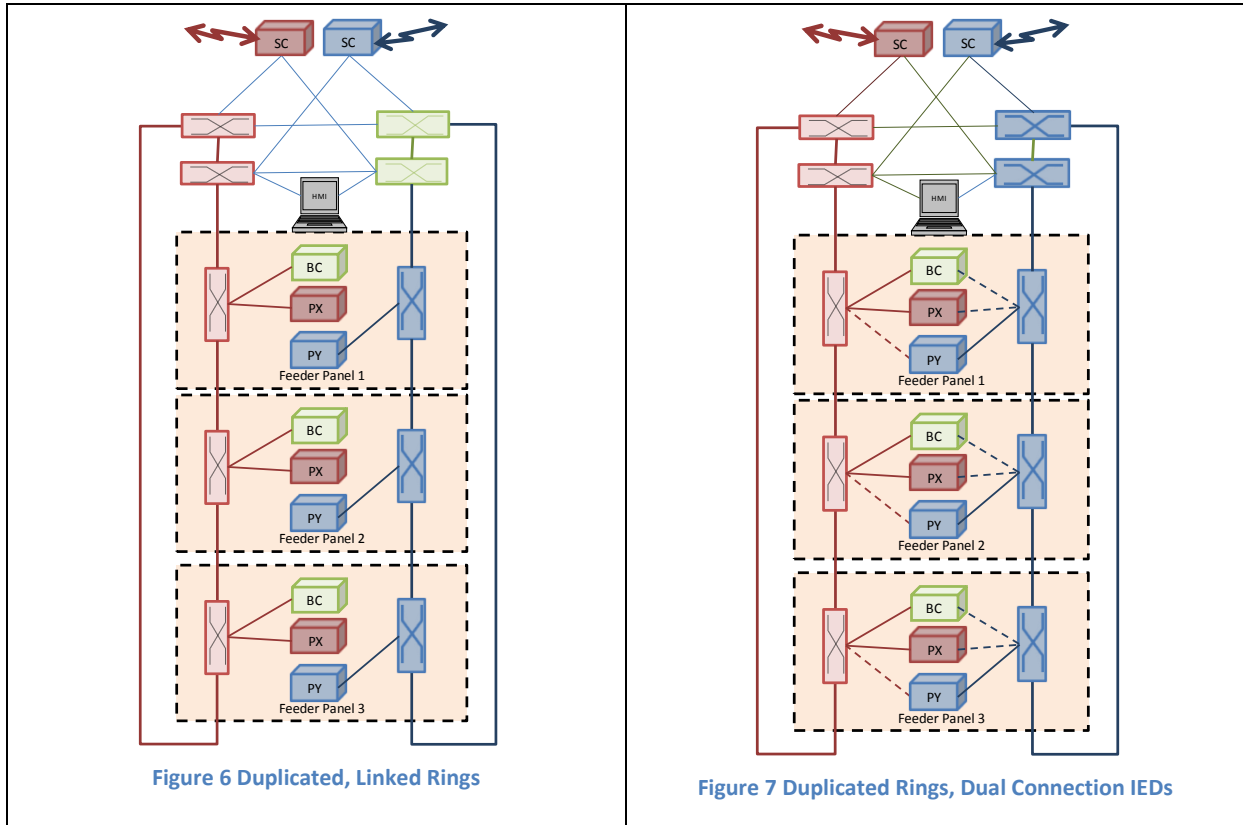 SC
SC
HMI
BC
PX
PY
Feeder Panel 1
BC
PX
PY
Feeder Panel 2
BC
PX
PY
Feeder Panel 3
Figure 6 Duplicated, Linked Rings
SC
SC
HMI
BC
PX
PY
Feeder Panel 1
BC
PX
PY
Feeder Panel 2
BC
PX
PY
Feeder Panel 3
Figure 7 Duplicated Rings, Dual Connection IEDs